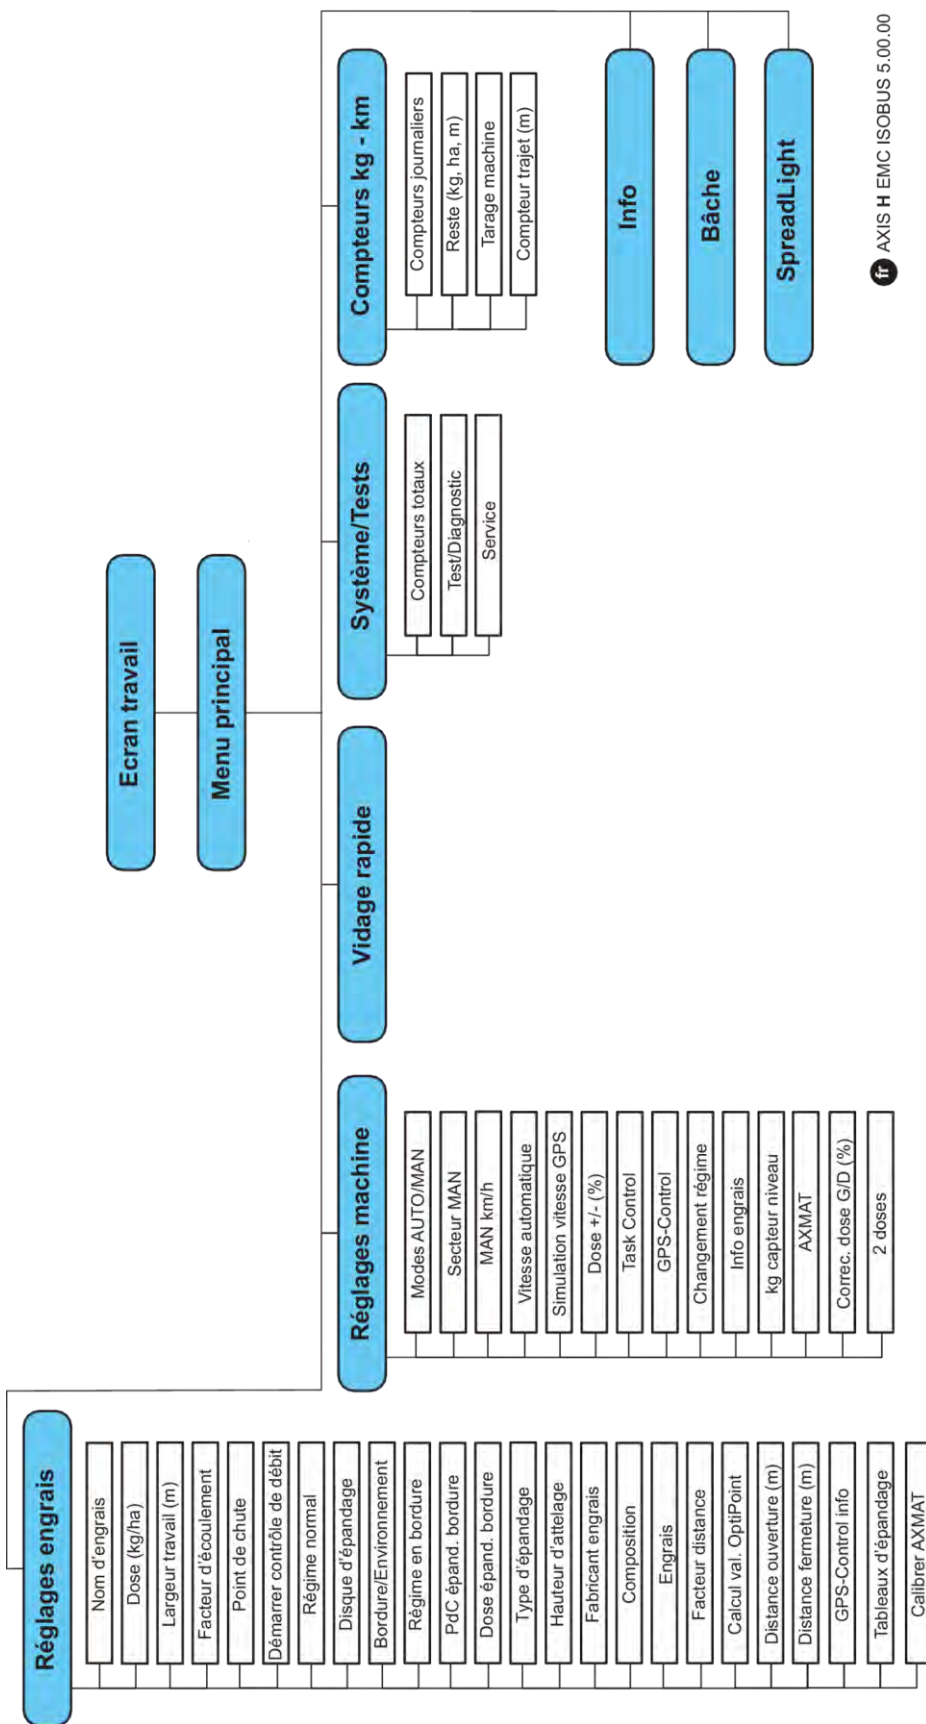 Ecran travail
Menu principal
Réglages engrais
Nom d'engrais
Dose (kg/ha)
Largeur travail (m)
Facteur d'écoulement
Point de chute
Démarrer contrôle de débit
Régime normal
Disque d'épandage
Bordure/Environnement
Régime en bordure
PdC épand. bordure
Dose épand. bordure
Type d'épandage
Hauteur d'attelage
Fabricant engrais
Composition
Engrais
Facteur distance
Calcul val. OptiPoint
Distance ouverture (m)
Distance fermeture (m)
GPS-Control info
Tableaux d'épandage
Calibrer AXMAT
Réglages machine
Modes AUTO/MAN
Secteur MAN
MAN km/h
Vitesse automatique
Simulation vitesse GPS
Dose +/- (%)
Task Control
GPS-Control
Changement régime
Info engrais
kg capteur niveau
AXMAT
Correc. dose G/D (%)
2 doses
Vidage rapide
Système/Tests
Compteurs totaux
Test/Diagnostic
Service
Compteurs kg - km
Compteurs journaliers
Reste (kg, ha, m)
Tarage machine
Compteur trajet (m)
Info
Bâche
SpreadLight
fr AXIS H EMC ISOBUS 5.00.00